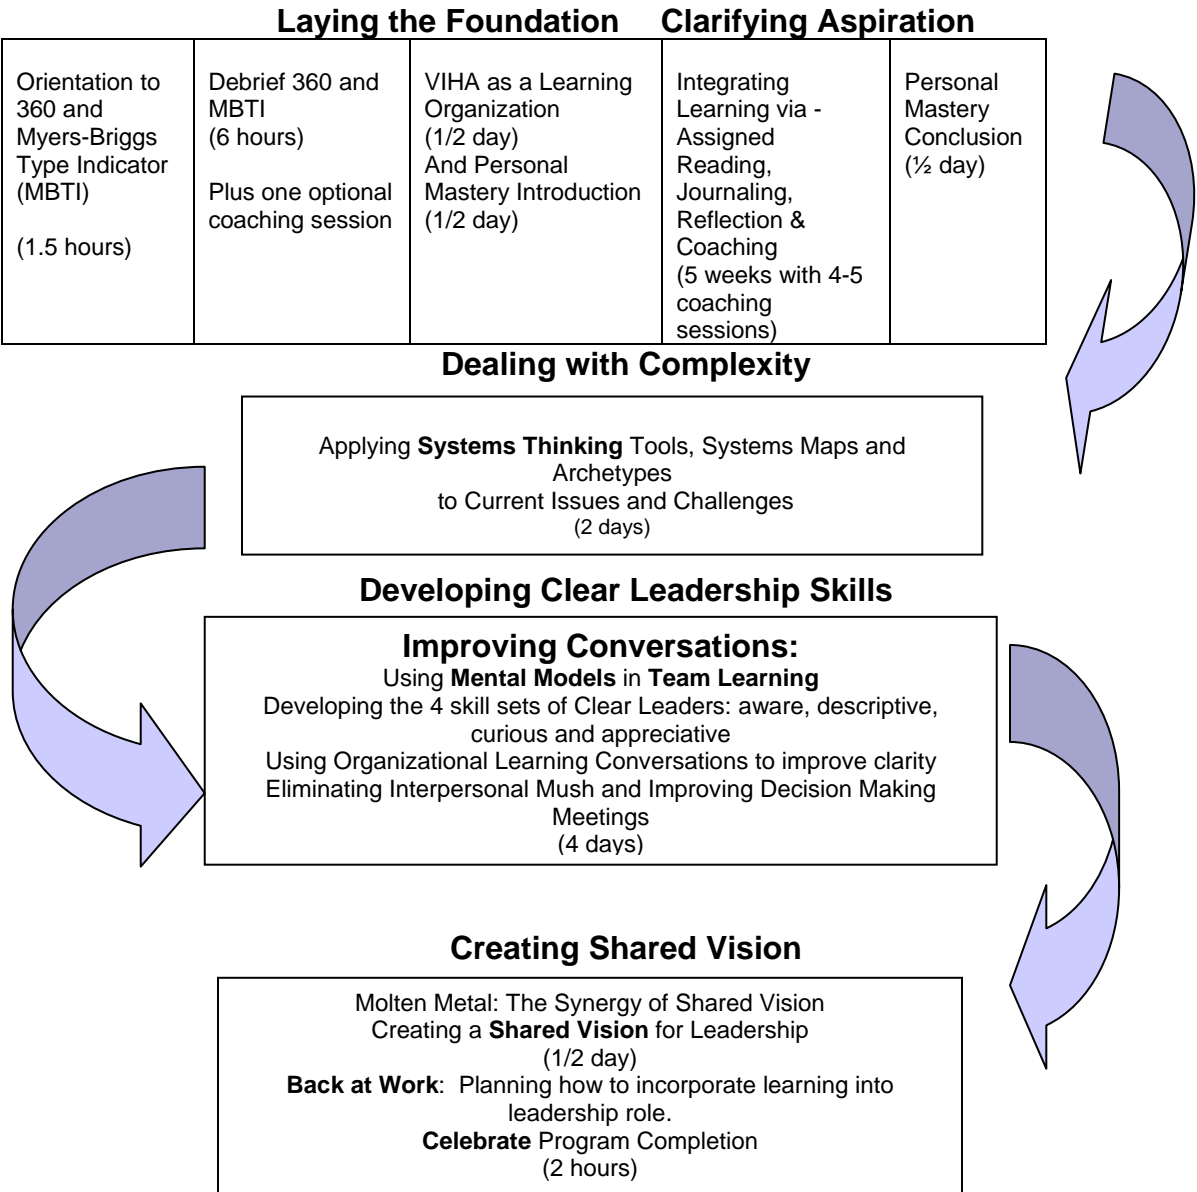 Laying the Foundation Clarifying Aspiration
Orientation to
360 and
Myers-Briggs
Type Indicator
(MBTI)
(1.5 hours)
Debrief 360 and
MBTI
(6 hours)
Plus one optional
coaching session
VIHA as a Learning
Organization
(1/2 day)
And Personal
Mastery Introduction
(1/2 day)
Integrating
Learning via -
Assigned
Reading,
Journaling,
Reflection &
Coaching
(5 weeks with 4-5
coaching
sessions)
Personal
Mastery
Conclusion
(½ day)
Dealing with Complexity
Applying Systems Thinking Tools, Systems Maps and
Archetypes
to Current Issues and Challenges
(2 days)
Developing Clear Leadership Skills
Improving Conversations:
Using Mental Models in Team Learning
Developing the 4 skill sets of Clear Leaders: aware, descriptive,
curious and appreciative
Using Organizational Learning Conversations to improve clarity
Eliminating Interpersonal Mush and Improving Decision Making
Meetings
(4 days)
Creating Shared Vision
Molten Metal: The Synergy of Shared Vision
Creating a Shared Vision for Leadership
(1/2 day)
Back at Work: Planning how to incorporate learning into
leadership role.
Celebrate Program Completion
(2 hours)